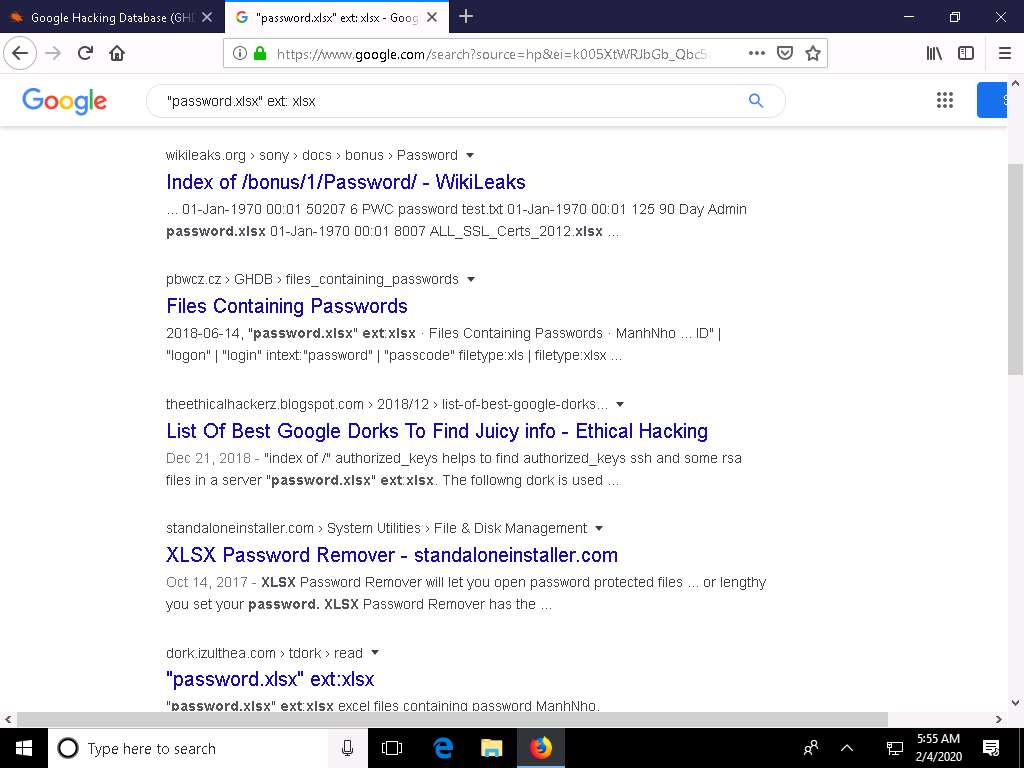 Google Hacking Database (GHD
"password.xlsx" ext: xlsx - Goog
https://www.google.com/search?source=hp&ei=k005XtWRJbGb_Qbc5
Google
"password.xlsx" ext: xlsx
wikileaks.org › sony › docs › bonus › Password
Index of /bonus/1/Password/ - WikiLeaks
... 01-Jan-1970 00:01 50207 6 PWC password test.txt 01-Jan-1970 00:01 125 90 Day Admin
password.xlsx 01-Jan-1970 00:01 8007 ALL_SSL_Certs_2012.xlsx ...
pbwcz.cz › GHDB › files_containing_passwords
Files Containing Passwords
2018-06-14, "password.xlsx" ext:xlsx · Files Containing Passwords · ManhNho ... ID" |
"logon" | "login" intext:"password" | "passcode" filetype:xls | filetype:xlsx ...
theethicalhackerz.blogspot.com › 2018/12 › list-of-best-google-dorks...
List Of Best Google Dorks To Find Juicy info - Ethical Hacking
Dec 21, 2018 - "index of /" authorized_keys helps to find authorized_keys ssh and some rsa
files in a server "password.xlsx" ext:xlsx. The followng dork is used ...
standaloneinstaller.com › System Utilities › File & Disk Management
XLSX Password Remover - standaloneinstaller.com
Oct 14, 2017 - XLSX Password Remover will let you open password protected files ... or lengthy
you set your password. XLSX Password Remover has the ...
dork.izulthea.com › tdork › read
"password.xlsx" ext:xlsx
"password.xlsx" ext:xlsx excel files containing password ManhNho.
Type here to search
5:55 AM
2/4/2020